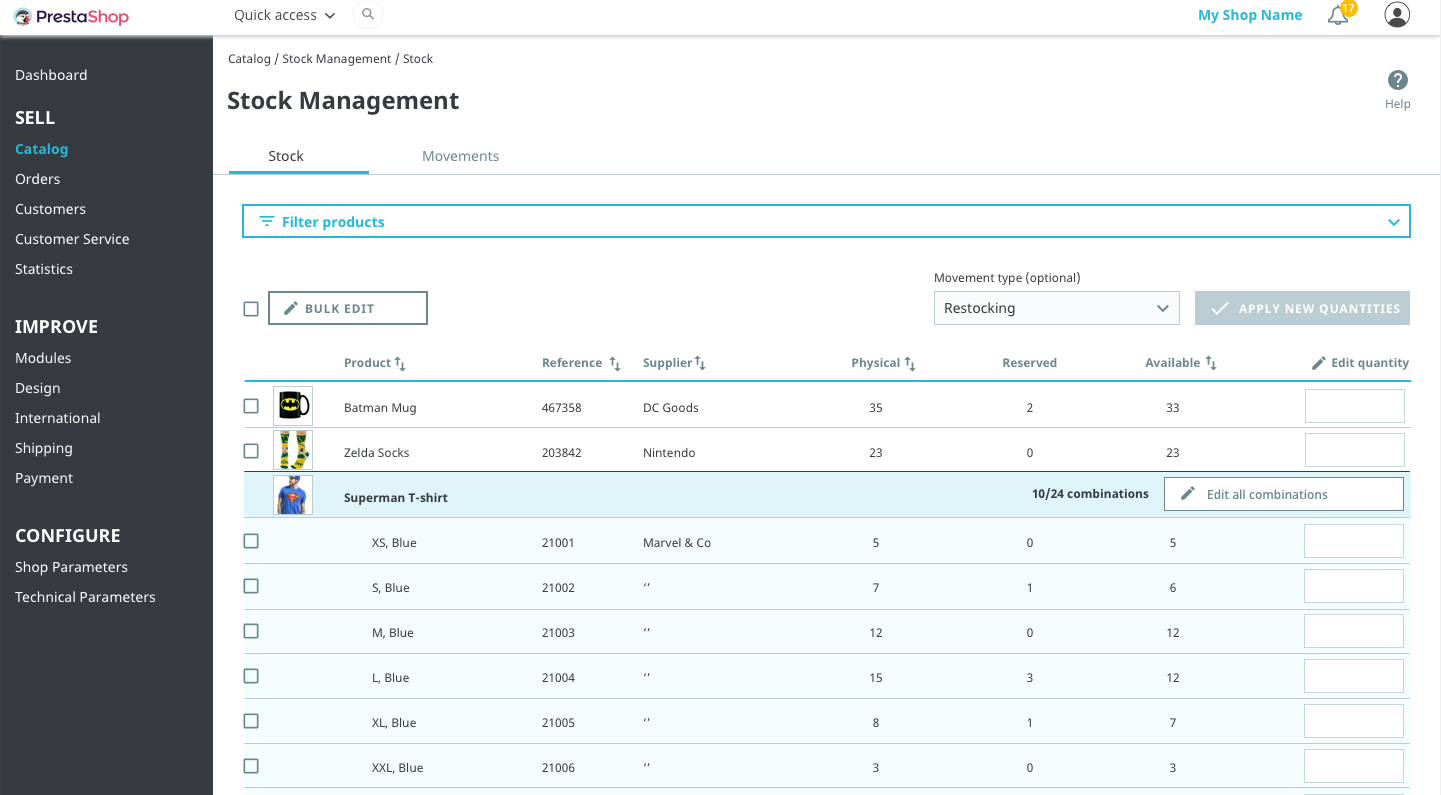 PrestaShop
Quick access
My Shop Name
17
Catalog / Stock Management / Stock
Stock Management
Help
Stock
Movements
Dashboard
SELL
Catalog
Orders
Customers
Customer Service
Statistics
IMPROVE
Modules
Design
International
Shipping
Payment
CONFIGURE
Shop Parameters
Technical Parameters
Filter products
Movement type (optional)
BULK EDIT
Restocking
APPLY NEW QUANTITIES
Product Reference Supplier Physical Reserved Available Edit quantity
Batman Mug 467358 DC Goods 35 2 33
Zelda Socks 203842 Nintendo 23 0 23
Superman T-shirt 10/24 combinations Edit all combinations
XS, Blue 21001 Marvel & Co 5 0 5
S, Blue 21002 ‘’ 7 1 6
M, Blue 21003 ‘’ 12 0 12
L, Blue 21004 ‘’ 15 3 12
XL, Blue 21005 ‘’ 8 1 7
XXL, Blue 21006 ‘’ 3 0 3